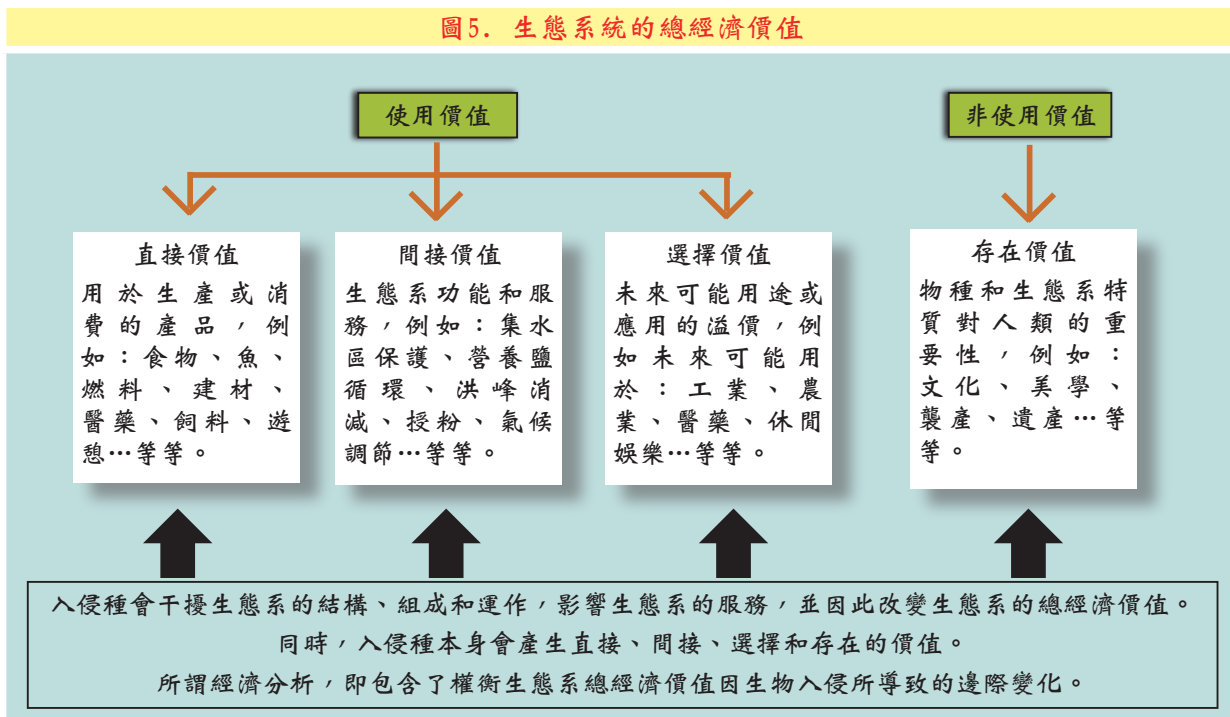 圖5. 生態系統的總經濟價值
使用價值
非使用價值
直接價值
用於生產或消
費的產品，例
如：食物、魚、
燃料、建材、
醫藥、飼料、遊
憩…等等。
間接價值
生態系功能和服
務，例如：集水
區保護、營養鹽
循環、洪峰消
減、授粉、氣候
調節…等等。
選擇價值
未來可能用途或
應用的溢價，例
如未來可能用
於：工業、農
業、醫藥、休閒
娛樂…等等。
存在價值
物種和生態系特
質對人類的重
要性，例如：
文化、美學、
襲產、遺產…等
等。
入侵種會干擾生態系的結構、組成和運作，影響生態系的服務，並因此改變生態系的總經濟價值。
同時，入侵種本身會產生直接、間接、選擇和存在的價值。
所謂經濟分析，即包含了權衡生態系總經濟價值因生物入侵所導致的邊際變化。